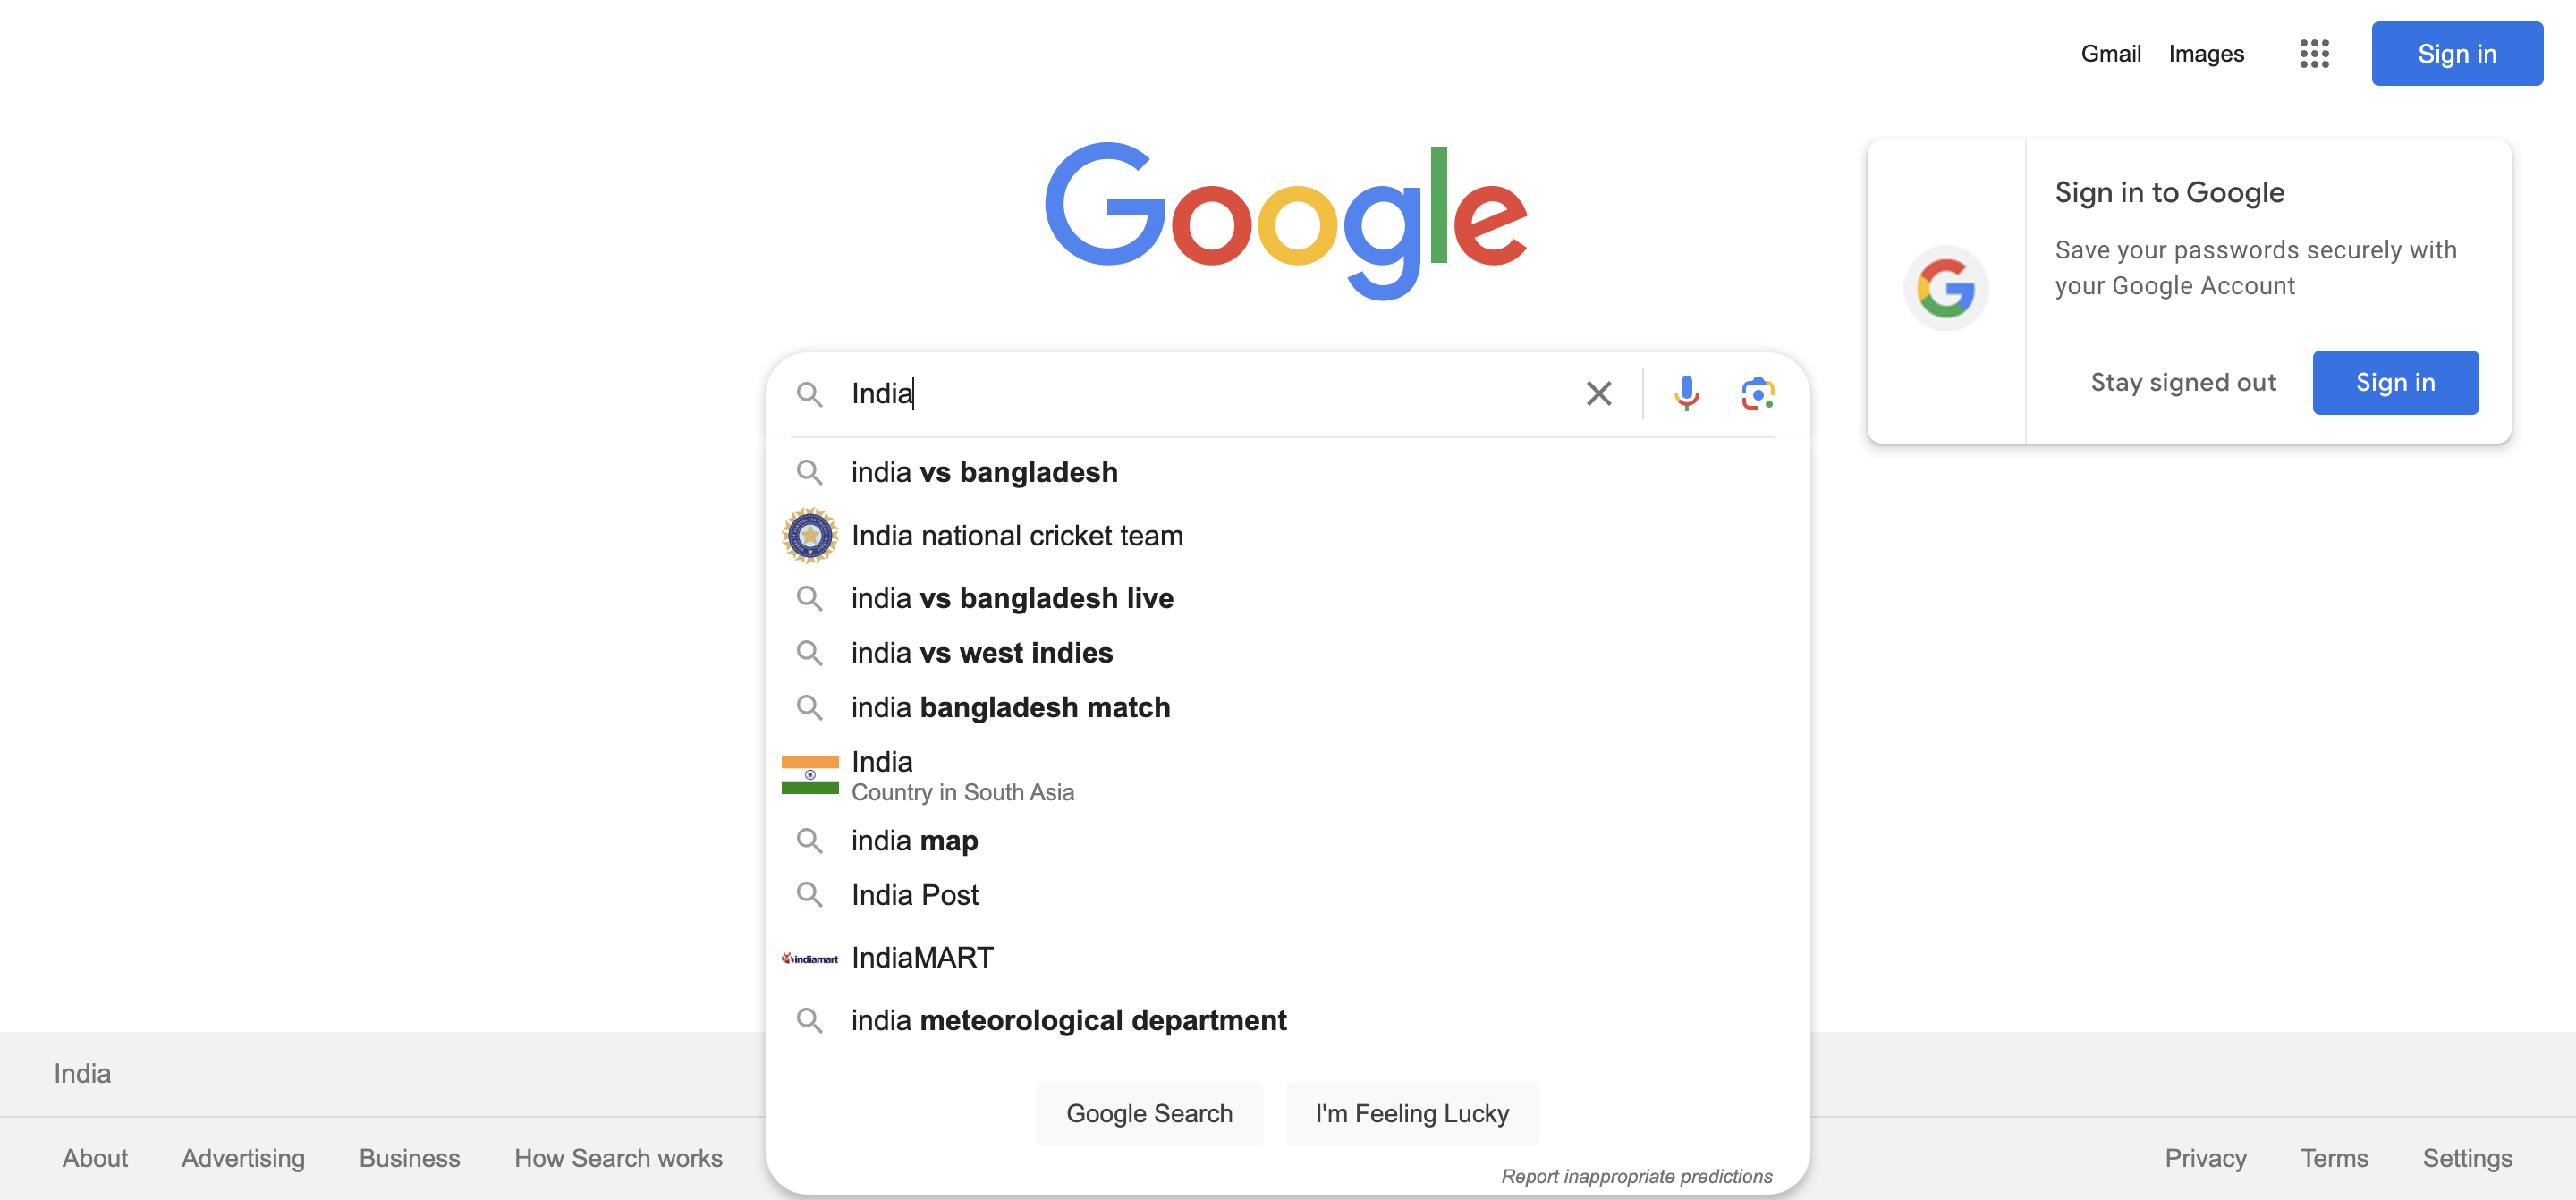 Gmail Images Sign in
Google
Sign in to Google
Save your passwords securely with
your Google Account
Stay signed out Sign in
India
india vs bangladesh
India national cricket team
india vs bangladesh live
india vs west indies
india bangladesh match
India
Country in South Asia
india map
India Post
indiamart IndiaMART
india meteorological department
Google Search I'm Feeling Lucky
Report inappropriate predictions
India
About Advertising Business How Search works
Privacy Terms Settings